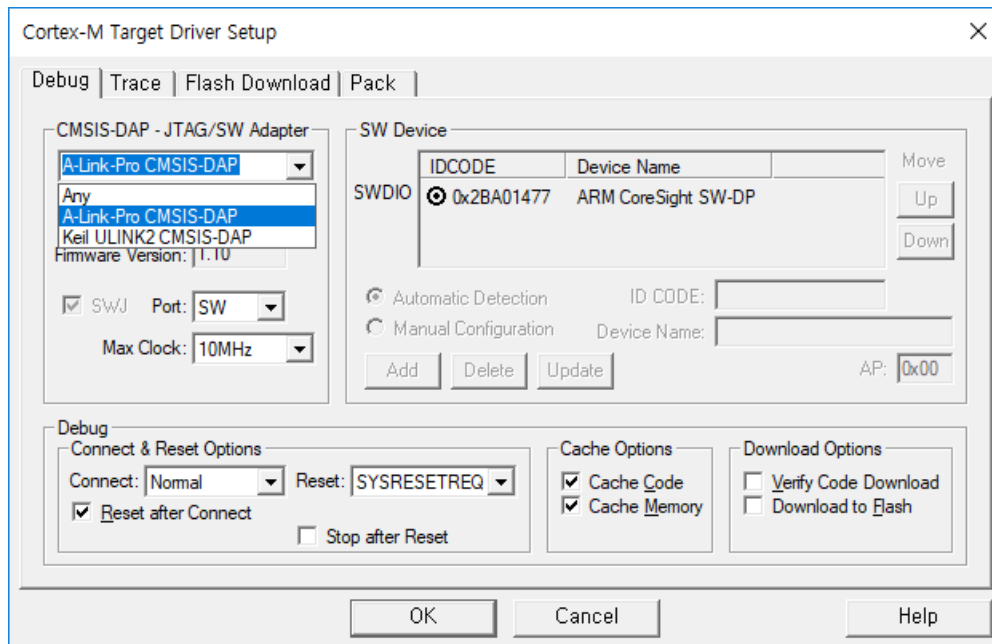 Cortex-M Target Driver Setup
Debug Trace Flash Download Pack
CMSIS-DAP - JTAG/SW Adapter
A-Link-Pro CMSIS-DAP
Any
A-Link-Pro CMSIS-DAP
Keil ULINK2 CMSIS-DAP
Firmware Version: 1.10
SWJ Port: SW
Max Clock: 10MHz
SW Device
IDCODE Device Name
SWDIO 0x2BA01477 ARM CoreSight SW-DP
Move
Up
Down
Automatic Detection ID CODE:
Manual Configuration Device Name:
Add Delete Update AP: 0x00
Debug
Connect & Reset Options
Connect: Normal Reset: SYSRESETREQ
Reset after Connect
Stop after Reset
Cache Options
Cache Code
Cache Memory
Download Options
Verify Code Download
Download to Flash
OK Cancel Help